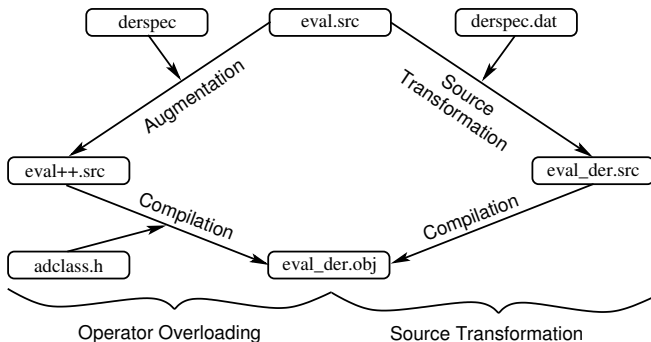 derspec
eval.src
derspec.dat
Augmentation
Source
Transformation
eval++.src
eval_der.src
Compilation
Compilation
adclass.h
eval_der.obj
Operator Overloading
Source Transformation